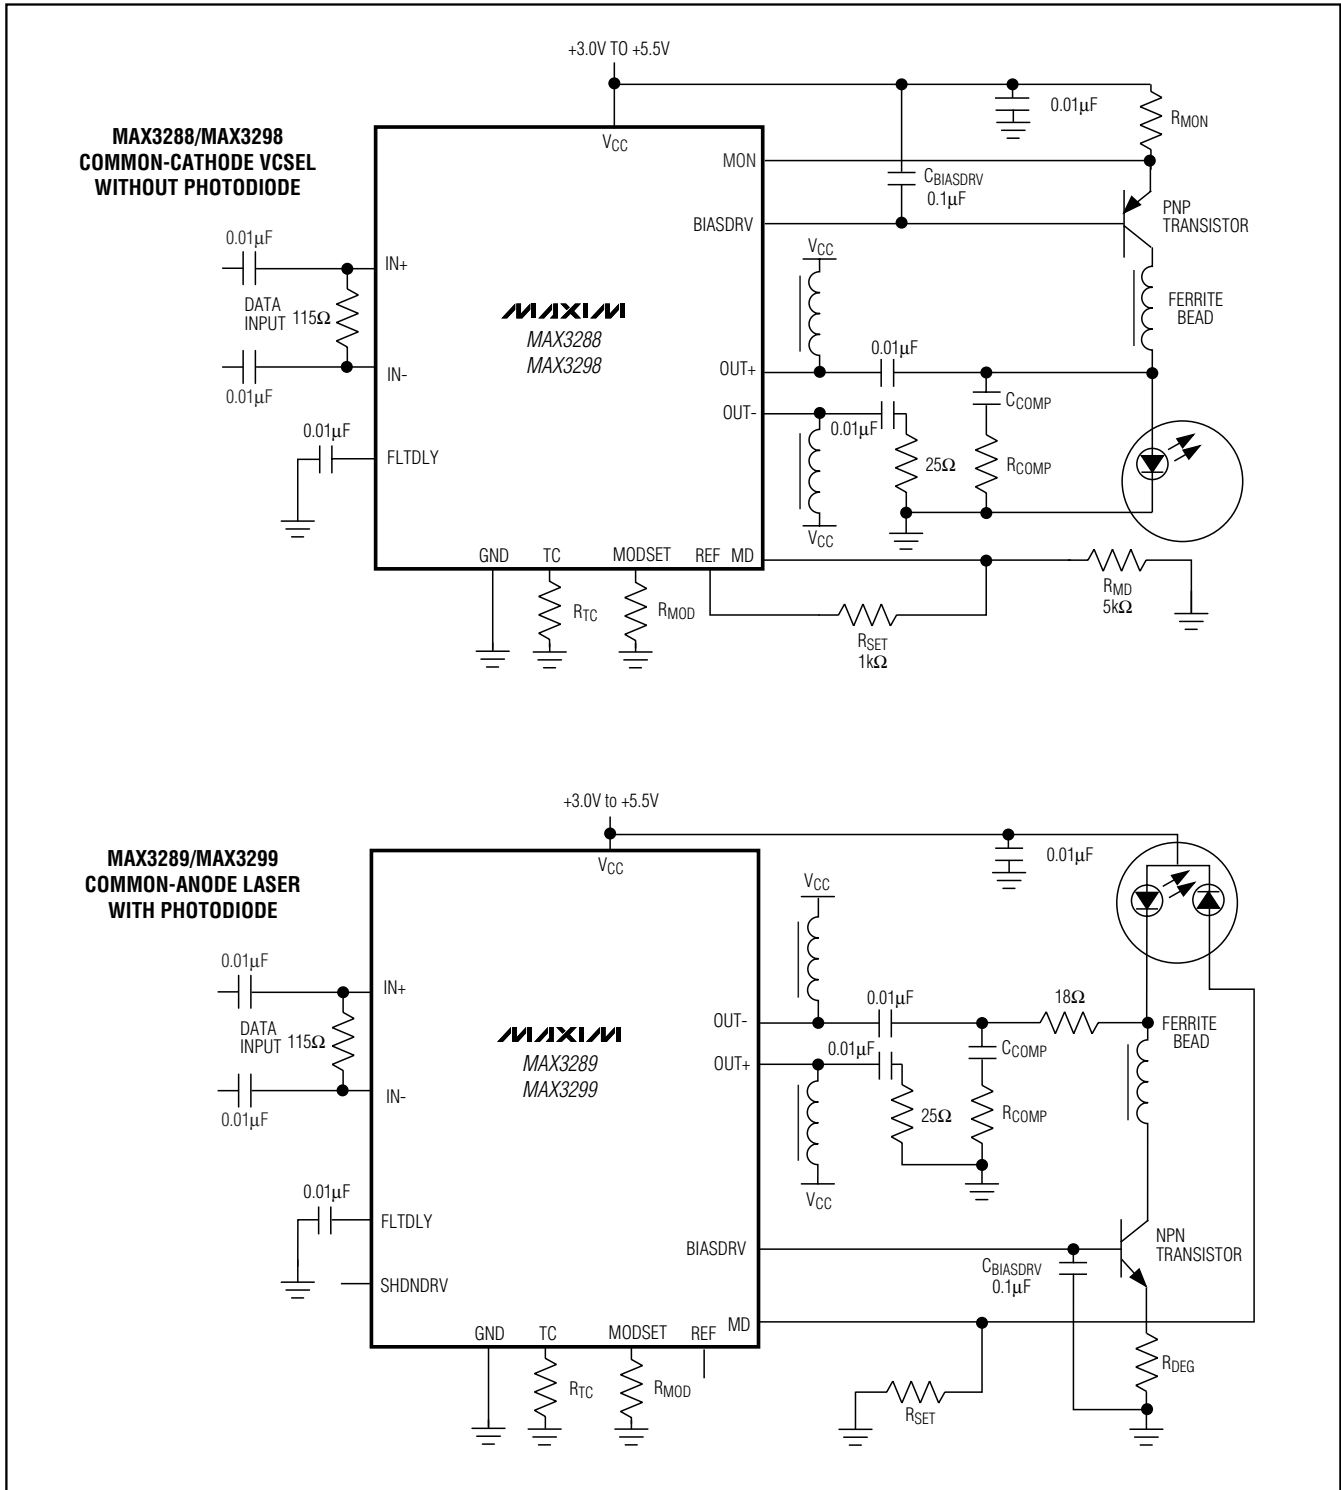 +3.0V TO +5.5V
MAX3288/MAX3298
COMMON-CATHODE VCSEL
WITHOUT PHOTODIODE
VCC
0.01μF
RMON
MON
CBIASDRV
0.1μF
BIASDRV
PNP
TRANSISTOR
0.01μF
IN+
DATA
INPUT
115Ω
IN-
0.01μF
MAXIM
MAX3288
MAX3298
VCC
FERRITE
BEAD
0.01μF
OUT+
OUT-
CCOMP
0.01μF
25Ω
RCOMP
VCC
0.01μF
FLTDLY
GND
TC
MODSET
REF
MD
RTC
RMOD
RSET
1kΩ
RMD
5kΩ
+3.0V to +5.5V
MAX3289/MAX3299
COMMON-ANODE LASER
WITH PHOTODIODE
VCC
0.01μF
VCC
0.01μF
IN+
DATA
INPUT
115Ω
IN-
0.01μF
MAXIM
MAX3289
MAX3299
0.01μF
18Ω
OUT-
FERRITE
BEAD
0.01μF
CCOMP
OUT+
25Ω
RCOMP
VCC
0.01μF
FLTDLY
SHDNDRV
BIASDRV
NPN
TRANSISTOR
CBIASDRV
0.1μF
GND
TC
MODSET
REF
MD
RTC
RMOD
RSET
RDEG